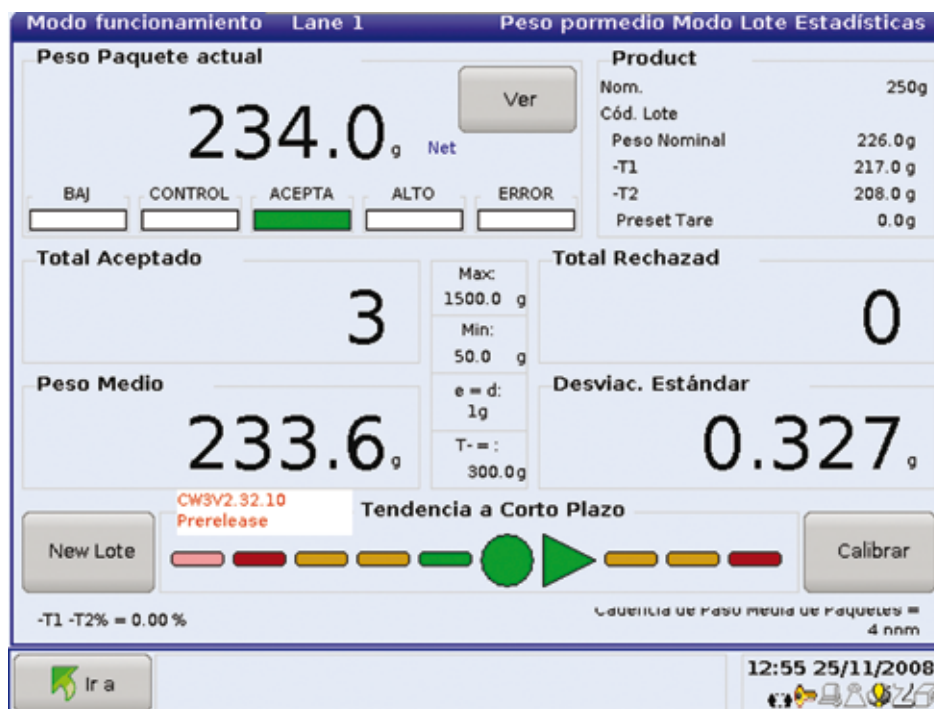 Modo funcionamiento Lane 1 Peso pormedio Modo Lote Estadísticas
Peso Paquete actual
234.0 g Net
Ver
BAJ CONTROL ACEPTA ALTO ERROR
Product
Nom. 250g
Cód. Lote
Peso Nominal 226.0g
-T1 217.0 g
-T2 208.0 g
Preset Tare 0.0g
Total Aceptado
3
Max:
1500.0 g
Min:
50.0 g
e = d:
1g
T- = :
300.0g
Total Rechazad
0
Peso Medio
233.6 g
Desviac. Estándar
0.327 g
CW3V2.32.10
Prerelease
Tendencia a Corto Plazo
New Lote
Calibrar
-T1 -T2% = 0.00 %
Cadencia de Paso Media de Paquetes =
4
Ir a
12:55 25/11/2008